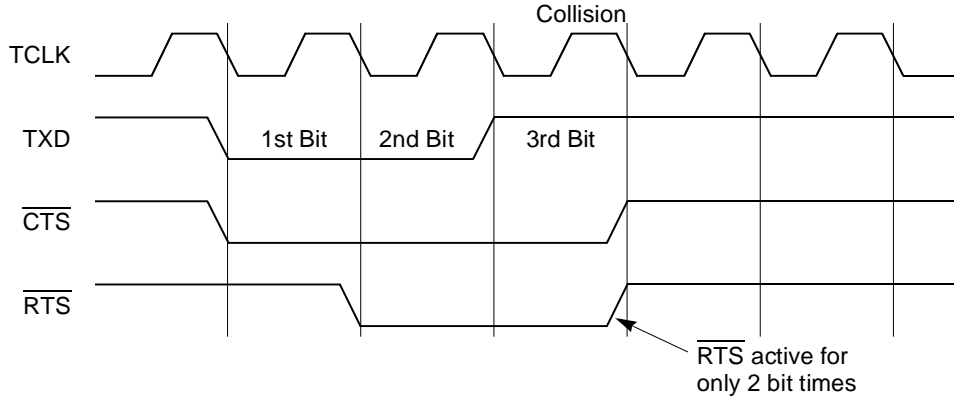 Collision
TCLK
TXD
1st Bit
2nd Bit
3rd Bit
CTS
RTS
RTS active for
only 2 bit times